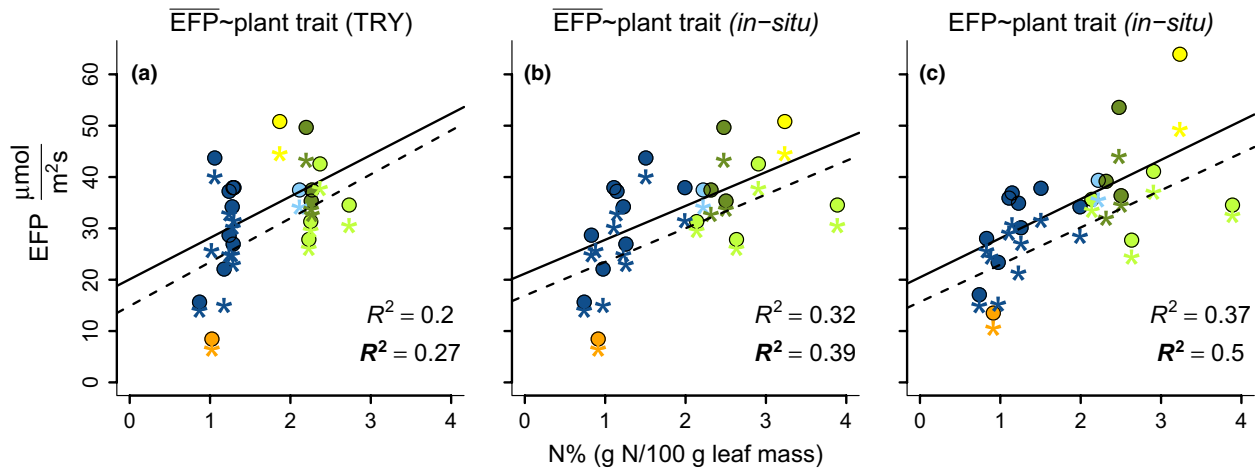 EFP~plant trait (TRY)
EFP~plant trait (in−situ)
EFP~plant trait (in−situ)
EFP μmol/m²s
(a)
(b)
(c)
60
50
40
30
20
10
0
R² = 0.2
R² = 0.27
R² = 0.32
R² = 0.39
R² = 0.37
R² = 0.5
0 1 2 3 4
0 1 2 3 4
0 1 2 3 4
N% (g N/100 g leaf mass)